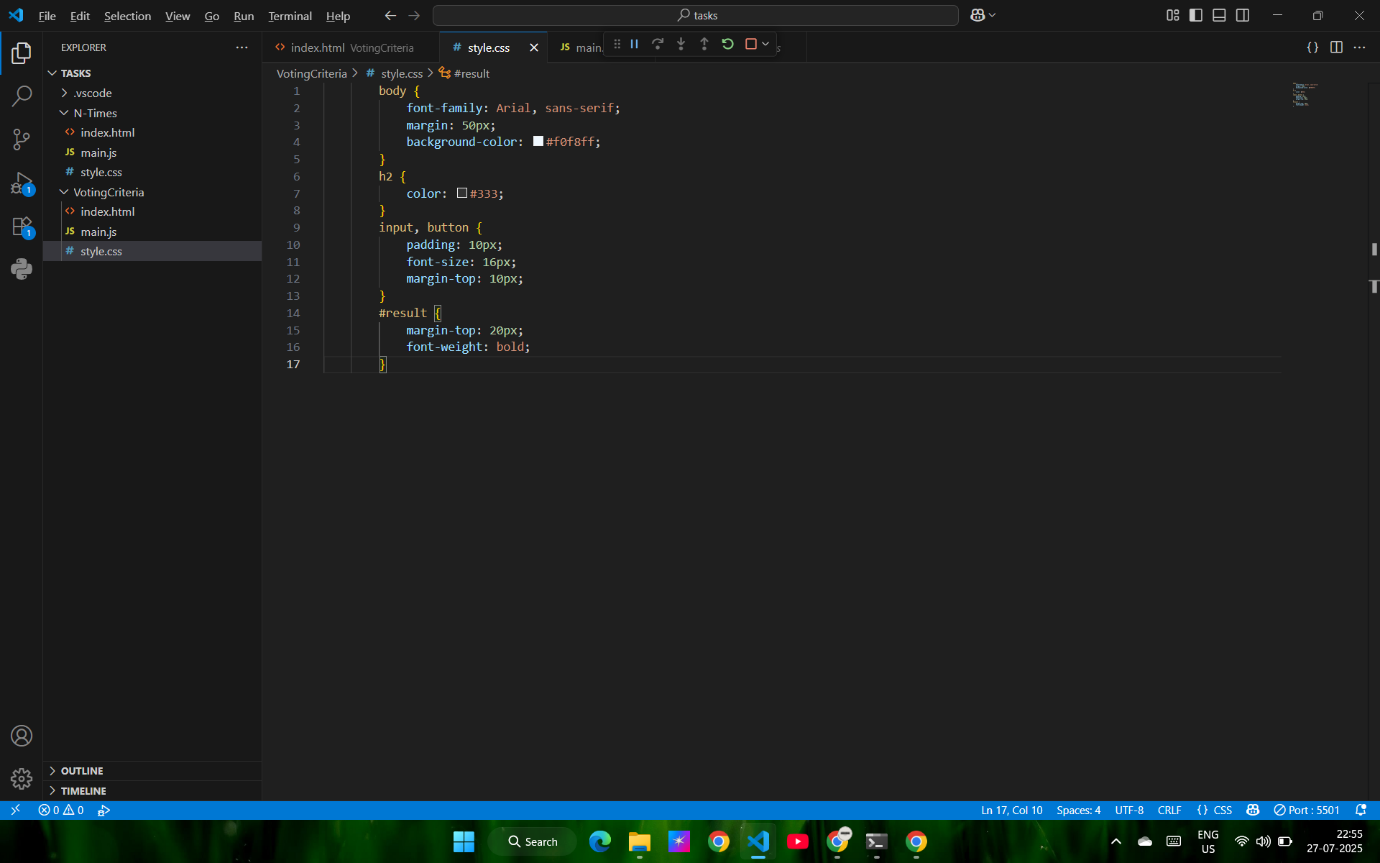 File Edit Selection View Go Run Terminal Help
tasks
EXPLORER
index.html VotingCriteria
style.css
JS main.
TASKS
VotingCriteria > # style.css > #result
.vscode
N-Times
index.html
JS main.js
# style.css
VotingCriteria
index.html
JS main.js
# style.css
1 body {
2 font-family: Arial, sans-serif;
3 margin: 50px;
4 background-color: #f0f8ff;
5 }
6 h2 {
7 color: #333;
8 }
9 input, button {
10 padding: 10px;
11 font-size: 16px;
12 margin-top: 10px;
13 }
14 #result {
15 margin-top: 20px;
16 font-weight: bold;
17 }
1
1
OUTLINE
TIMELINE
0 0
Ln 17, Col 10 Spaces: 4 UTF-8 CRLF {} CSS Port : 5501
Search
ENG
US
22:55
27-07-2025